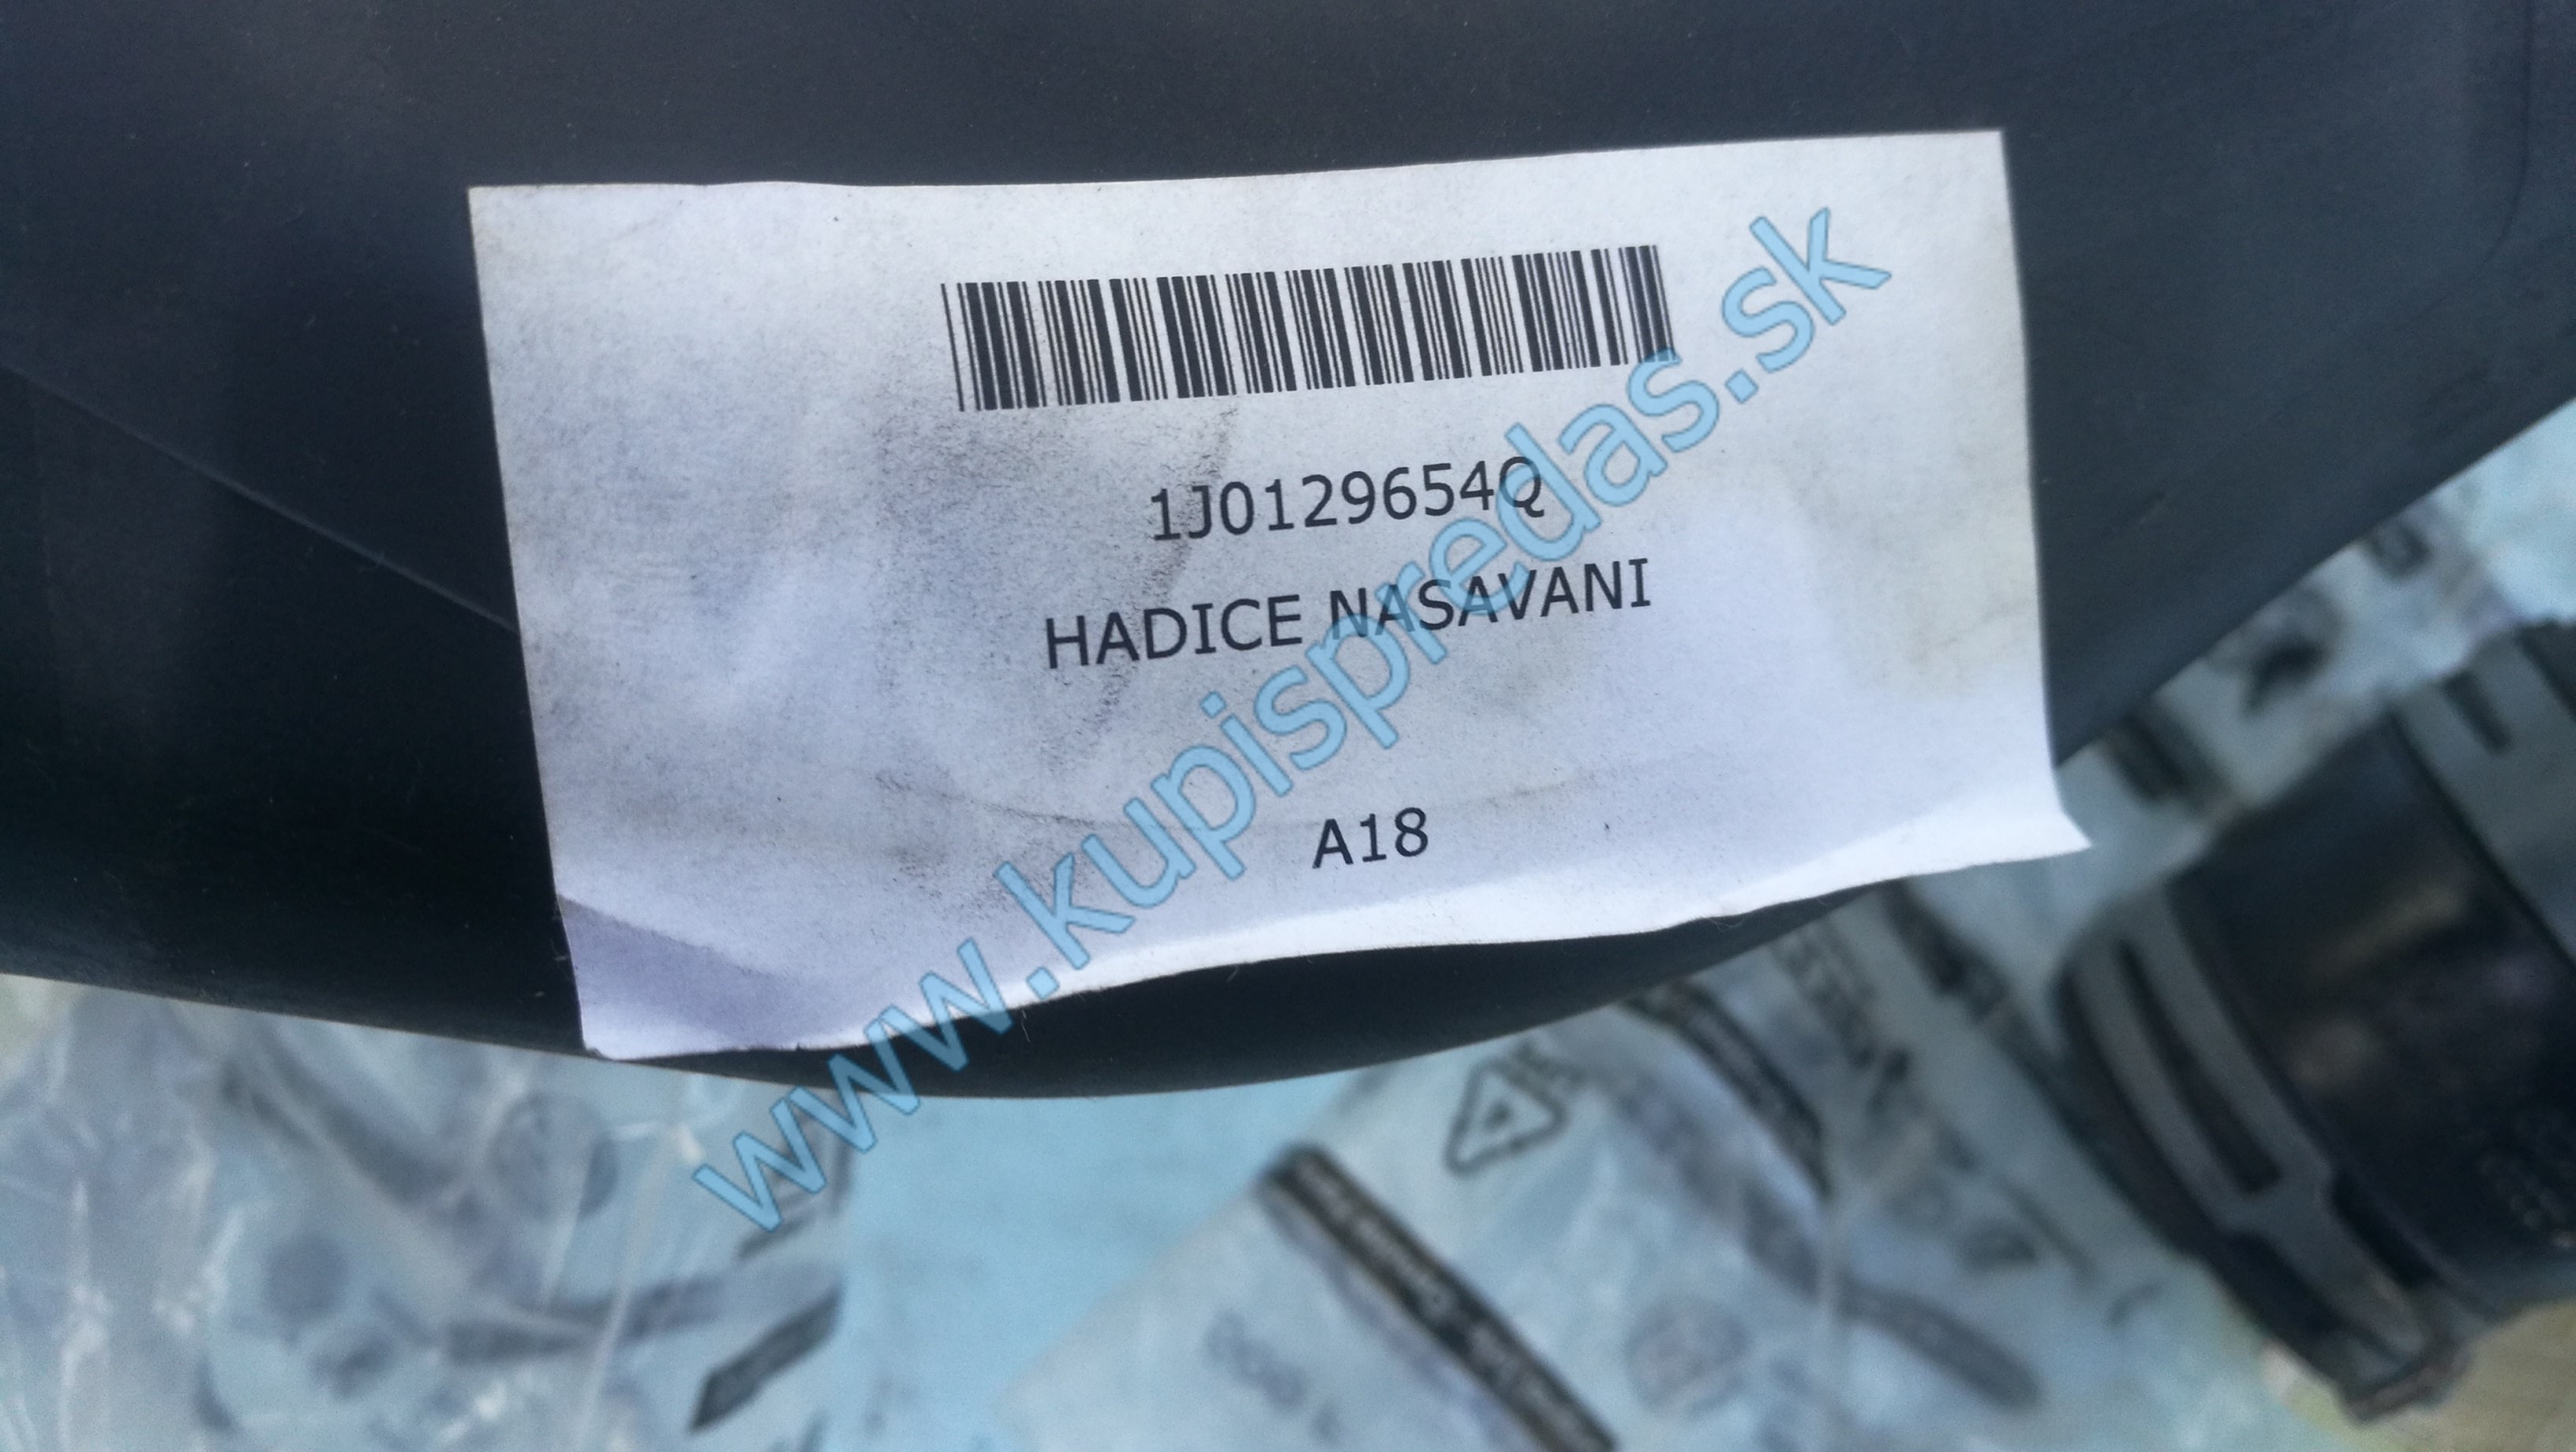 1J0129654Q
HADICE NASAVANI
A18
www.kupispredas.sk